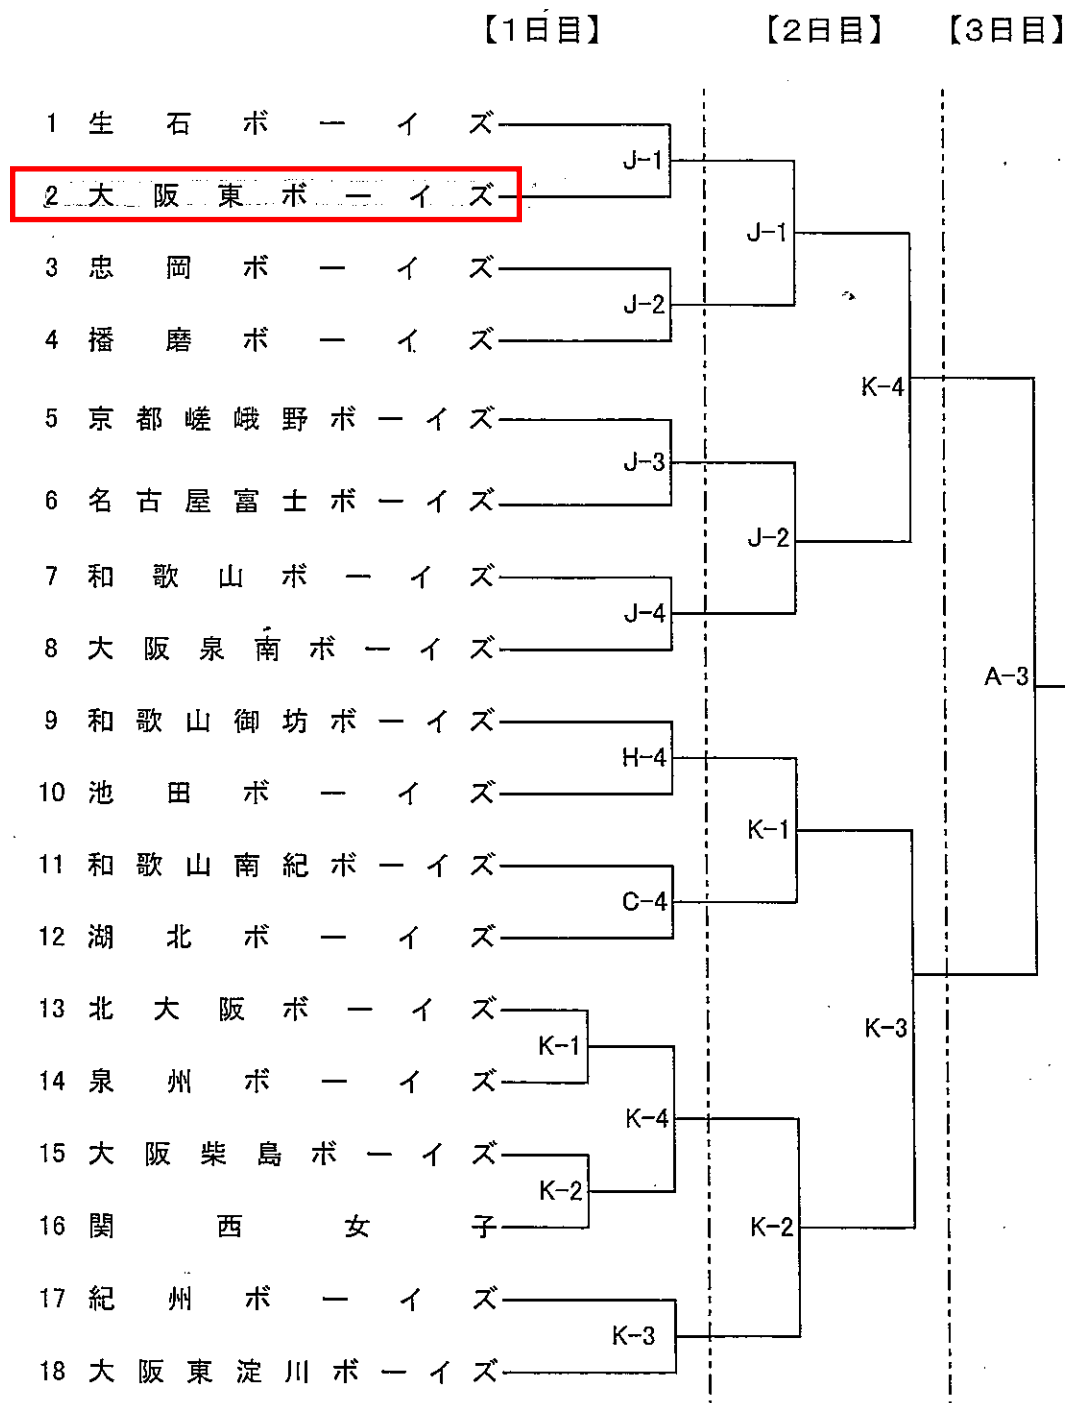 【1日目】 【2日目】 【3日目】
1 生石ボーイズ
J-1
2 大阪東ボーイズ
J-1
3 忠岡ボーイズ
J-2
4 播磨ボーイズ
K-4
5 京都嵯峨野ボーイズ
J-3
6 名古屋富士ボーイズ
J-2
7 和歌山ボーイズ
J-4
8 大阪泉南ボーイズ
A-3
9 和歌山御坊ボーイズ
H-4
10 池田ボーイズ
K-1
11 和歌山南紀ボーイズ
C-4
12 湖北ボーイズ
13 北大阪ボーイズ
K-3
K-1
14 泉州ボーイズ
K-4
15 大阪柴島ボーイズ
K-2
16 関西女子
K-2
17 紀州ボーイズ
K-3
18 大阪東淀川ボーイズ